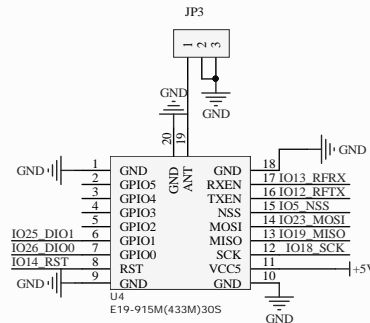 JP3
1 2 3
GND
GND
20 19
GND ANT
GND 1 GND GND 18 GND
2 GPIO5 RXEN 17 IO13_RFRX
3 GPIO4 TXEN 16 IO12_RFTX
4 GPIO3 NSS 15 IO5_NSS
5 GPIO2 MOSI 14 IO23_MOSI
IO25_DIO1 6 GPIO1 MISO 13 IO19_MISO
IO26_DIO0 7 GPIO0 SCK 12 IO18_SCK
IO14_RST 8 RST VCC5 11 +5V
GND 9 GND GND 10
U4
E19-915M(433M)30S
GND